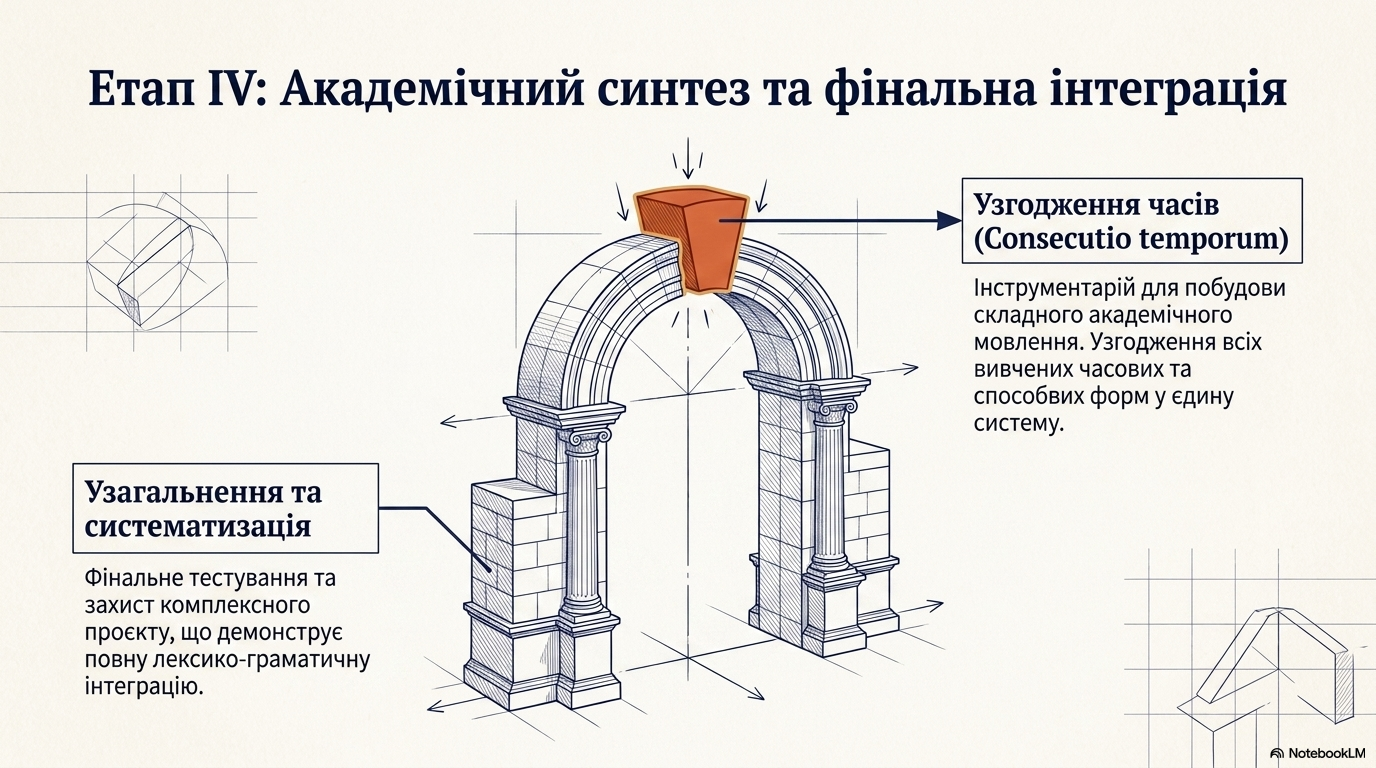 Етап IV: Академічний синтез та фінальна інтеграція
Узгодження часів
(Consecutio temporum)
Інструментарій для побудови
складного академічного
мовлення. Узгодження всіх
вивчених часових та
способвих форм у єдину
систему.
Узагальнення та
систематизація
Фінальне тестування та
захист комплексного
проєкту, що демонструє
повну лексико-граматичну
інтеграцію.
NotebookLM